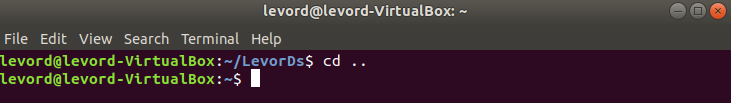 levord@levord-VirtualBox: ~
File Edit View Search Terminal Help
levord@levord-VirtualBox:~/LevorDs$ cd ..
levord@levord-VirtualBox:~$